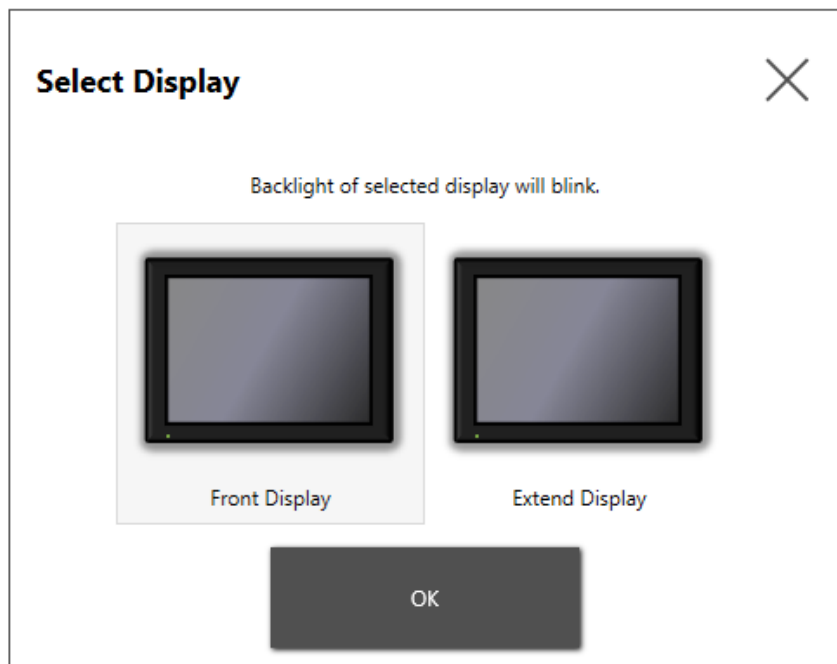 Select Display
Backlight of selected display will blink.
Front Display
Extend Display
OK